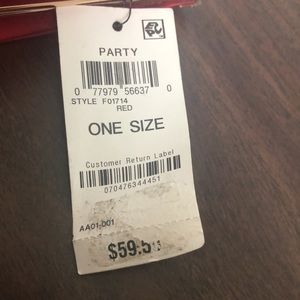 PARTY
0 77979 56637 0
STYLE F01714
RED
ONE SIZE
Customer Return Label
070476344451
AA01-001